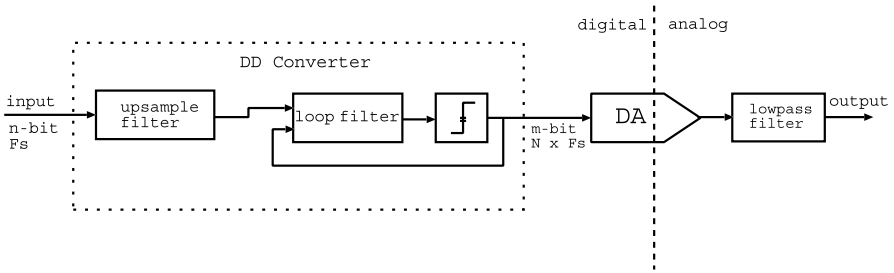 digital
analog
DD Converter
input
n-bit
Fs
upsample
filter
loop filter
m-bit
N x Fs
DA
lowpass
filter
output